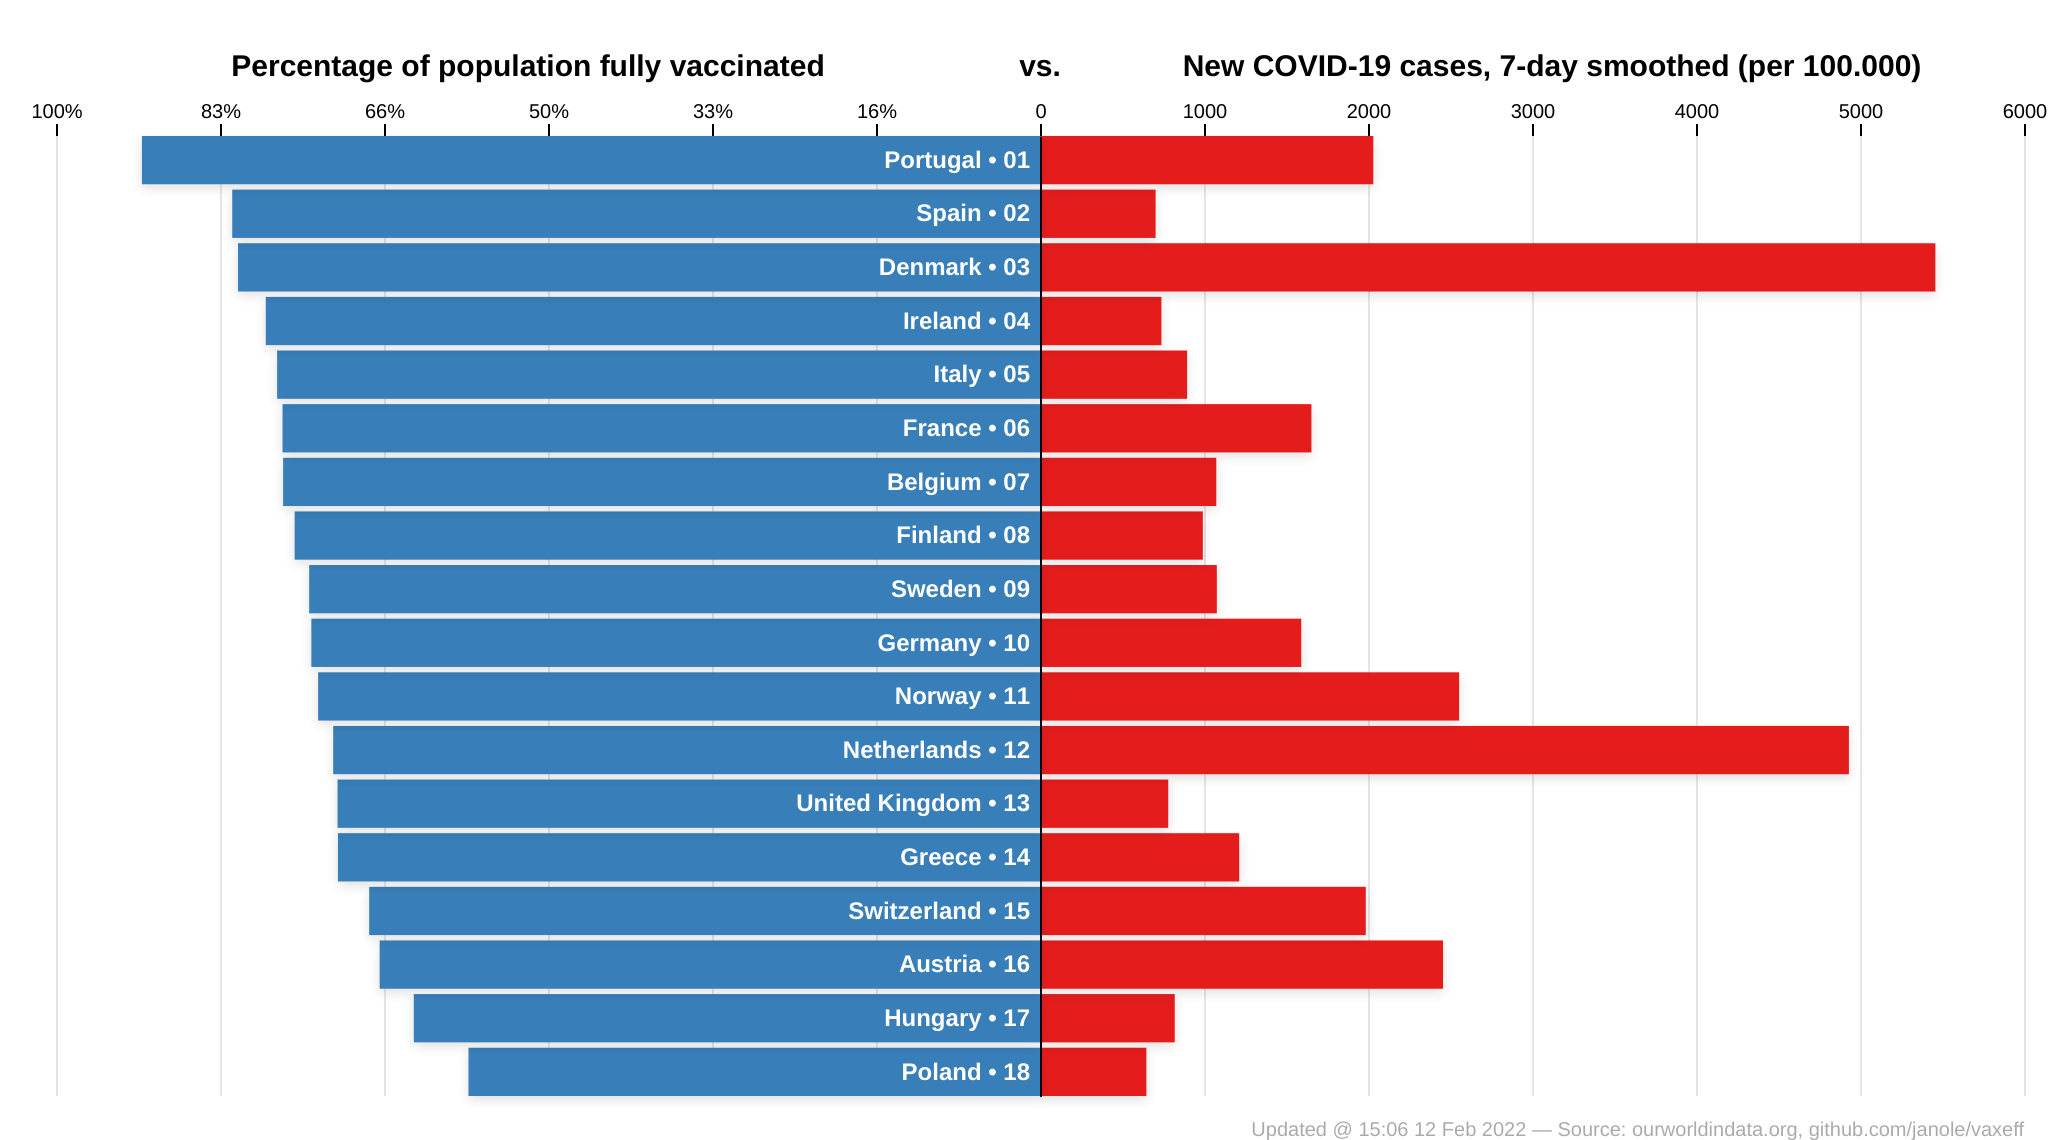 Percentage of population fully vaccinated vs. New COVID-19 cases, 7-day smoothed (per 100.000)
100% 83% 66% 50% 33% 16% 0 1000 2000 3000 4000 5000 6000
Portugal • 01
Spain • 02
Denmark • 03
Ireland • 04
Italy • 05
France • 06
Belgium • 07
Finland • 08
Sweden • 09
Germany • 10
Norway • 11
Netherlands • 12
United Kingdom • 13
Greece • 14
Switzerland • 15
Austria • 16
Hungary • 17
Poland • 18
Updated @ 15:06 12 Feb 2022 — Source: ourworldindata.org, github.com/janole/vaxeff